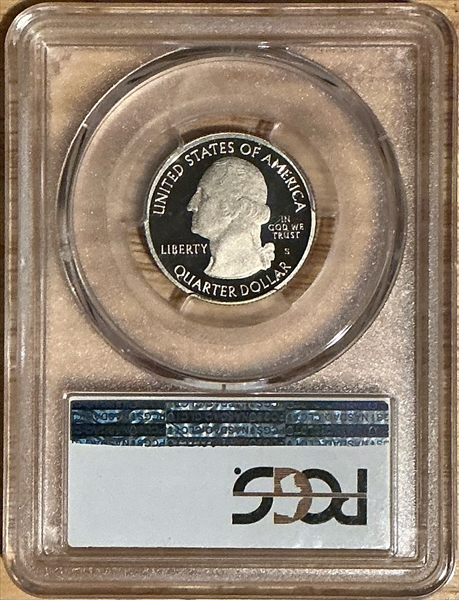 UNITED STATES OF AMERICA
IN
GOD WE
TRUST
LIBERTY
S
QUARTER DOLLAR
PCGS